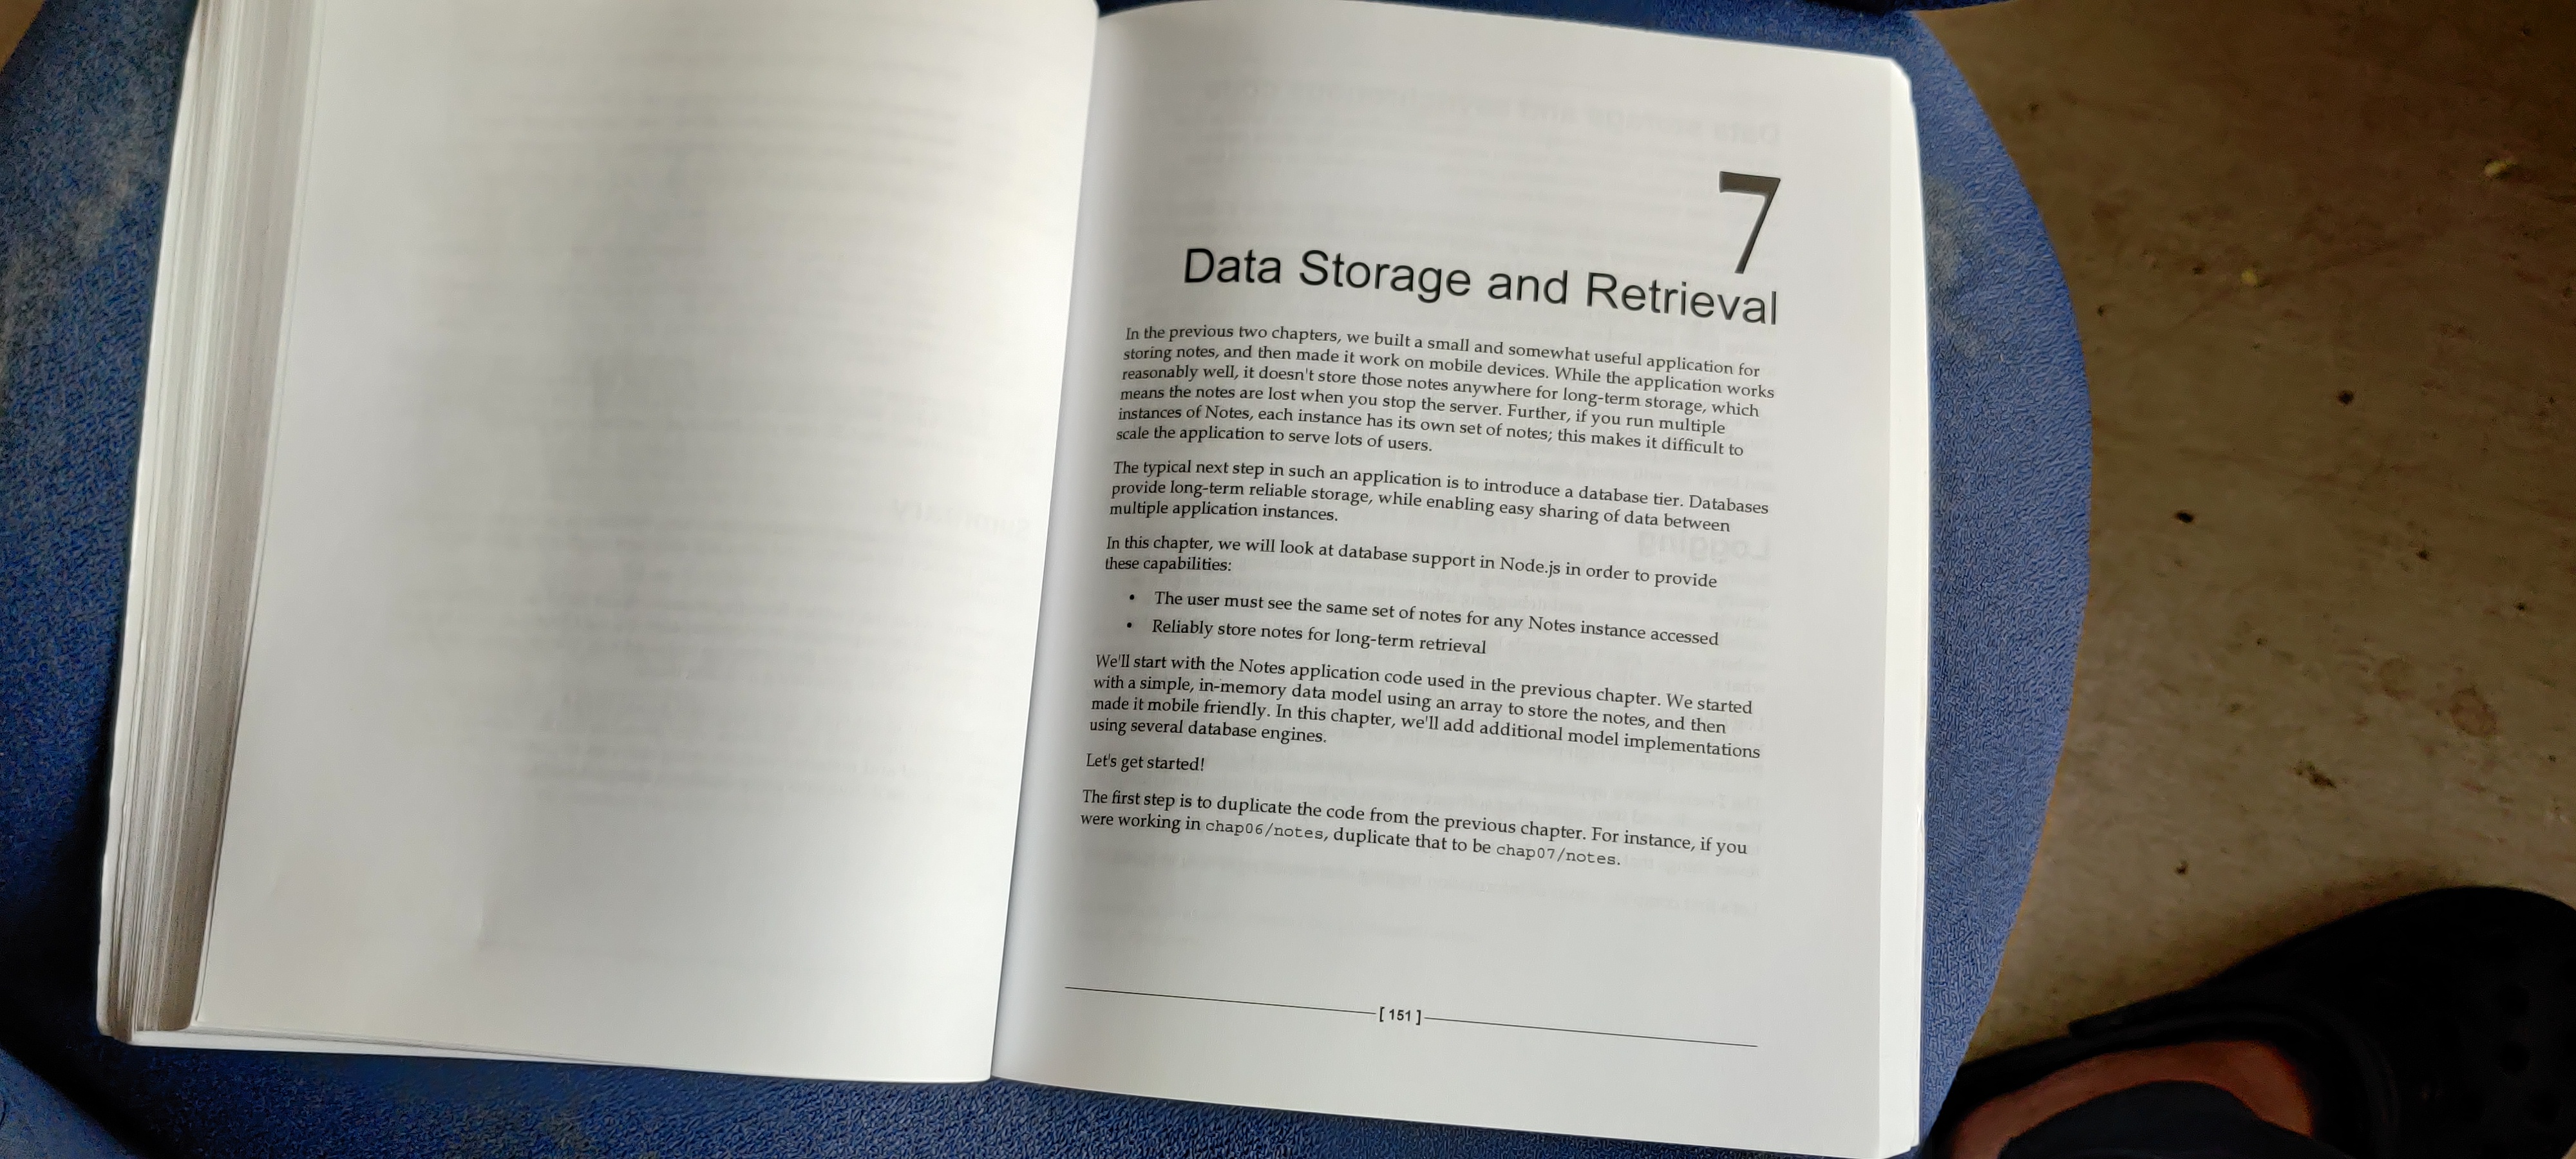 7
Data Storage and Retrieval
In the previous two chapters, we built a small and somewhat useful application for
storing notes, and then made it work on mobile devices. While the application works
reasonably well, it doesn't store those notes anywhere for long-term storage, which
means the notes are lost when you stop the server. Further, if you run multiple
instances of Notes, each instance has its own set of notes; this makes it difficult to
scale the application to serve lots of users.
The typical next step in such an application is to introduce a database tier. Databases
provide long-term reliable storage, while enabling easy sharing of data between
multiple application instances.
In this chapter, we will look at database support in Node.js in order to provide
these capabilities:
• The user must see the same set of notes for any Notes instance accessed
• Reliably store notes for long-term retrieval
We'll start with the Notes application code used in the previous chapter. We started
with a simple, in-memory data model using an array to store the notes, and then
made it mobile friendly. In this chapter, we'll add additional model implementations
using several database engines.
Let's get started!
The first step is to duplicate the code from the previous chapter. For instance, if you
were working in chap06/notes, duplicate that to be chap07/notes.
[ 151 ]